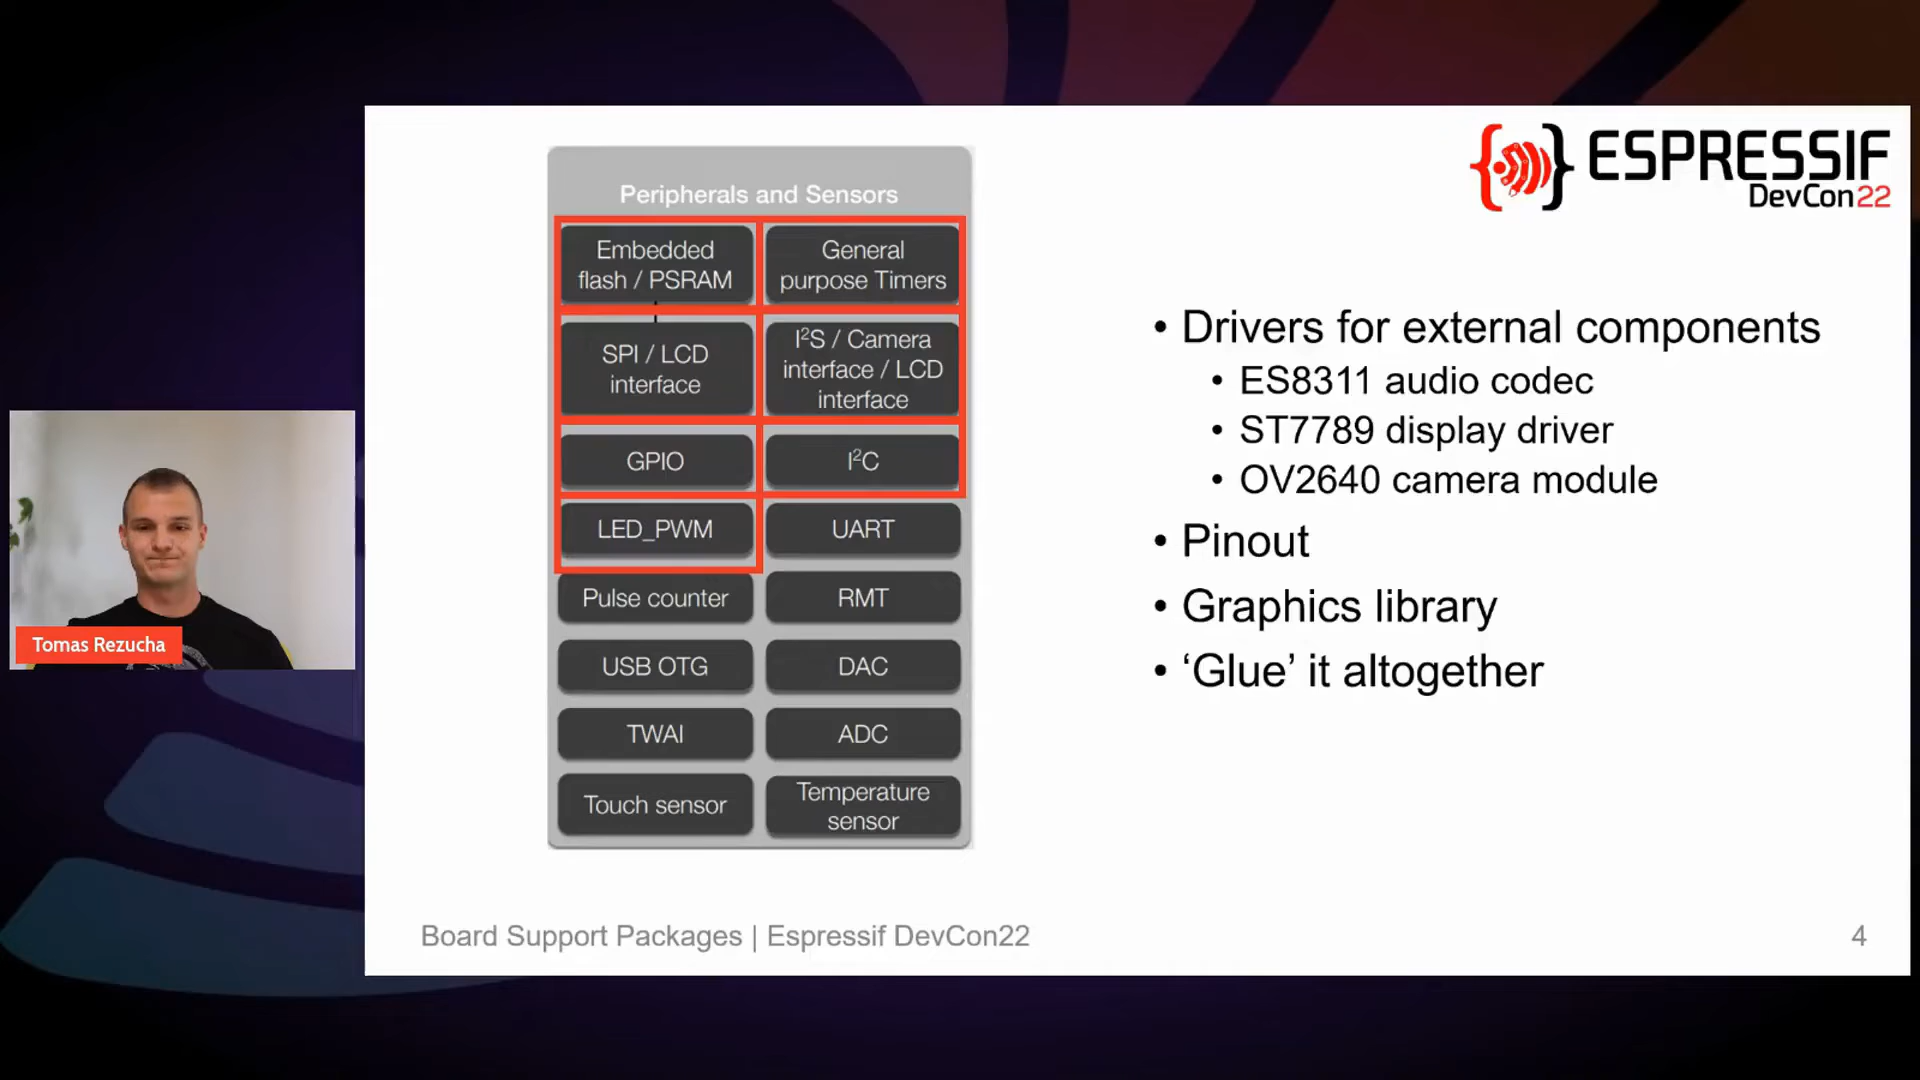 ESPRESSIF
DevCon22
Peripherals and Sensors
Embedded
flash / PSRAM
General
purpose Timers
SPI / LCD
interface
I²S / Camera
interface / LCD
interface
GPIO
I²C
LED_PWM
UART
Pulse counter
RMT
USB OTG
DAC
TWAI
ADC
Touch sensor
Temperature
sensor
• Drivers for external components
• ES8311 audio codec
• ST7789 display driver
• OV2640 camera module
• Pinout
• Graphics library
• ‘Glue’ it altogether
Tomas Rezucha
Board Support Packages | Espressif DevCon22
4